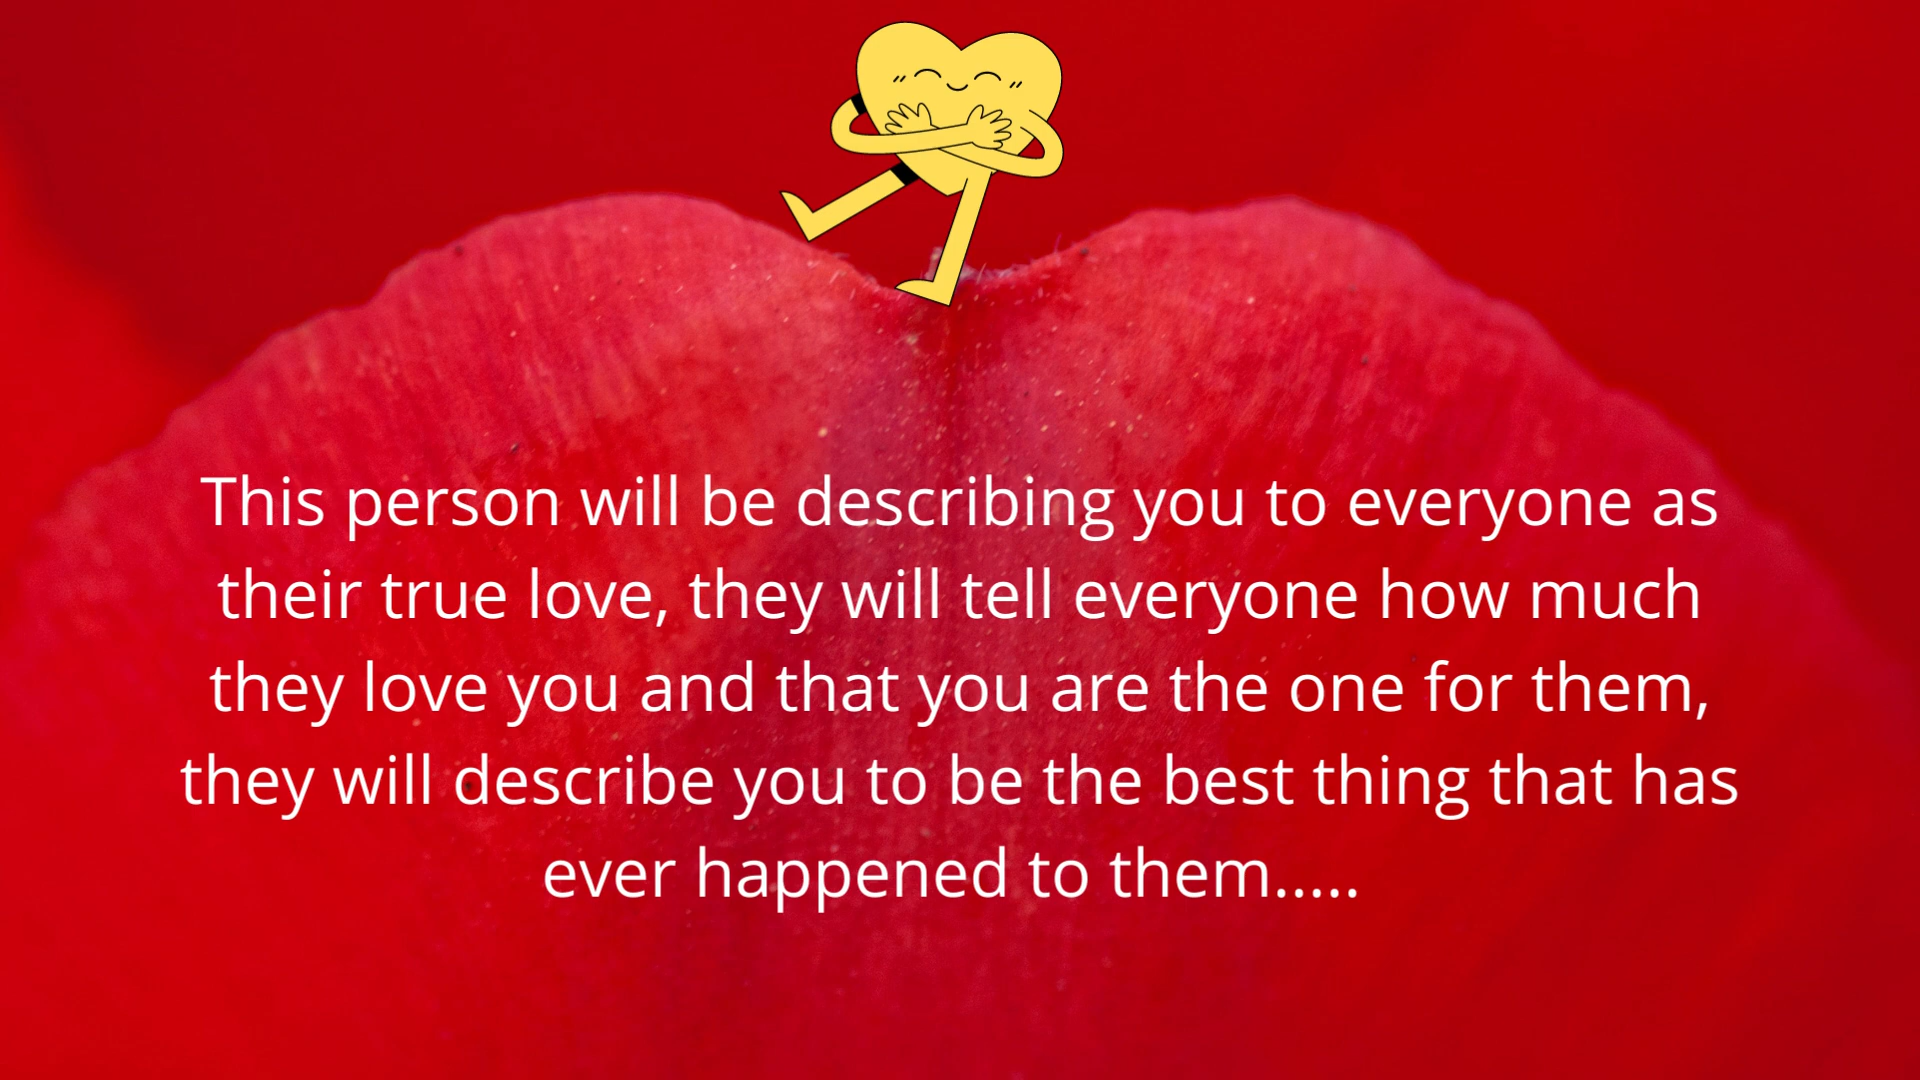 This person will be describing you to everyone as
their true love, they will tell everyone how much
they love you and that you are the one for them,
they will describe you to be the best thing that has
ever happened to them.....